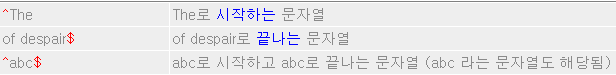 ^The The로 시작하는 문자열
of despair$ of despair로 끝나는 문자열
^abc$ abc로 시작하고 abc로 끝나는 문자열 (abc 라는 문자열도 해당됨)